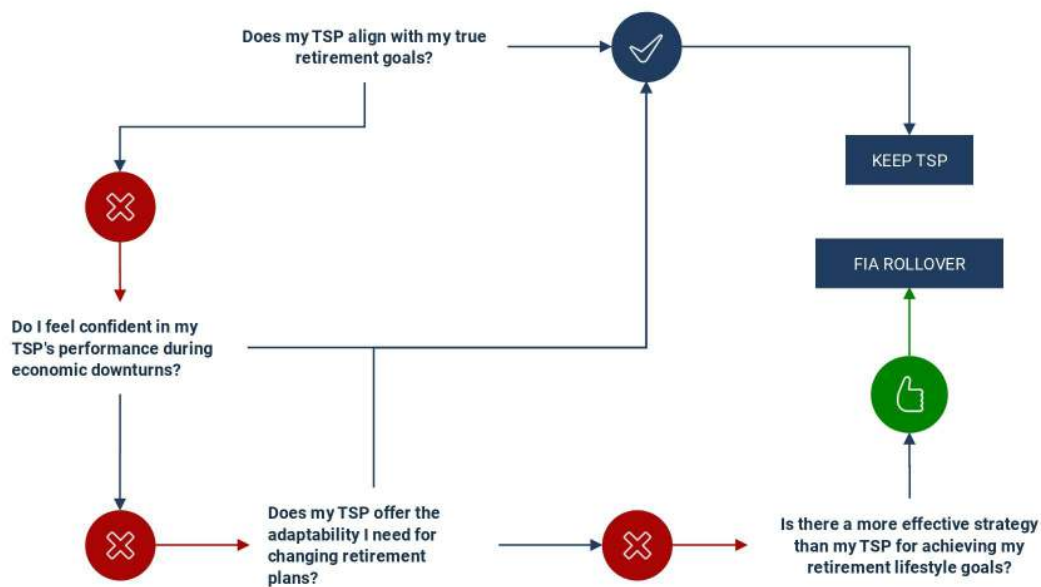 Does my TSP align with my true
retirement goals?
KEEP TSP
FIA ROLLOVER
Do I feel confident in my
TSP's performance during
economic downturns?
Does my TSP offer the
adaptability I need for
changing retirement
plans?
Is there a more effective strategy
than my TSP for achieving my
retirement lifestyle goals?